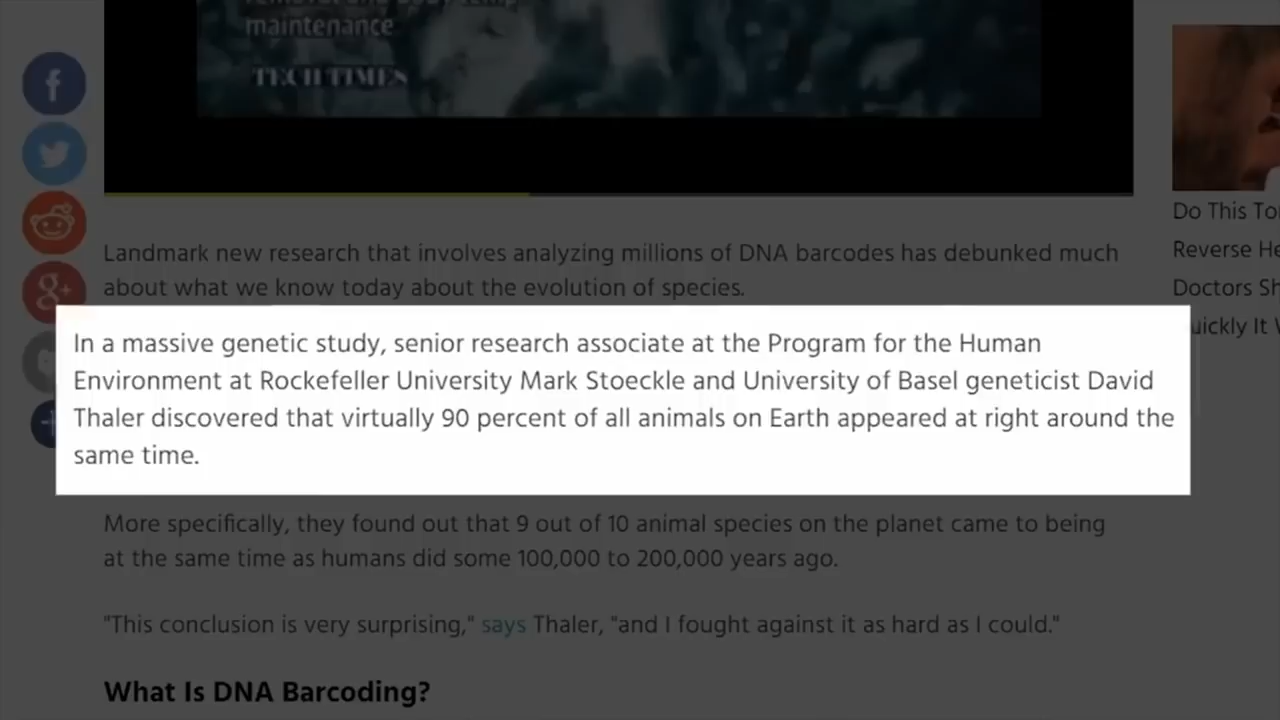 maintenance
TECH TIMES
Landmark new research that involves analyzing millions of DNA barcodes has debunked much
about what we know today about the evolution of species.
In a massive genetic study, senior research associate at the Program for the Human
Environment at Rockefeller University Mark Stoeckle and University of Basel geneticist David
Thaler discovered that virtually 90 percent of all animals on Earth appeared at right around the
same time.
More specifically, they found out that 9 out of 10 animal species on the planet came to being
at the same time as humans did some 100,000 to 200,000 years ago.
"This conclusion is very surprising," says Thaler, "and I fought against it as hard as I could."
What Is DNA Barcoding?
Do This To
Reverse He
Doctors Sh
uickly It